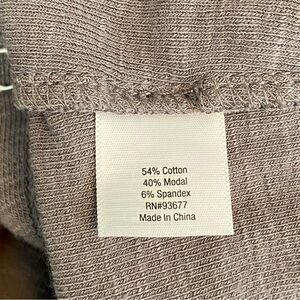 54% Cotton
40% Modal
6% Spandex
RN#93677
Made In China